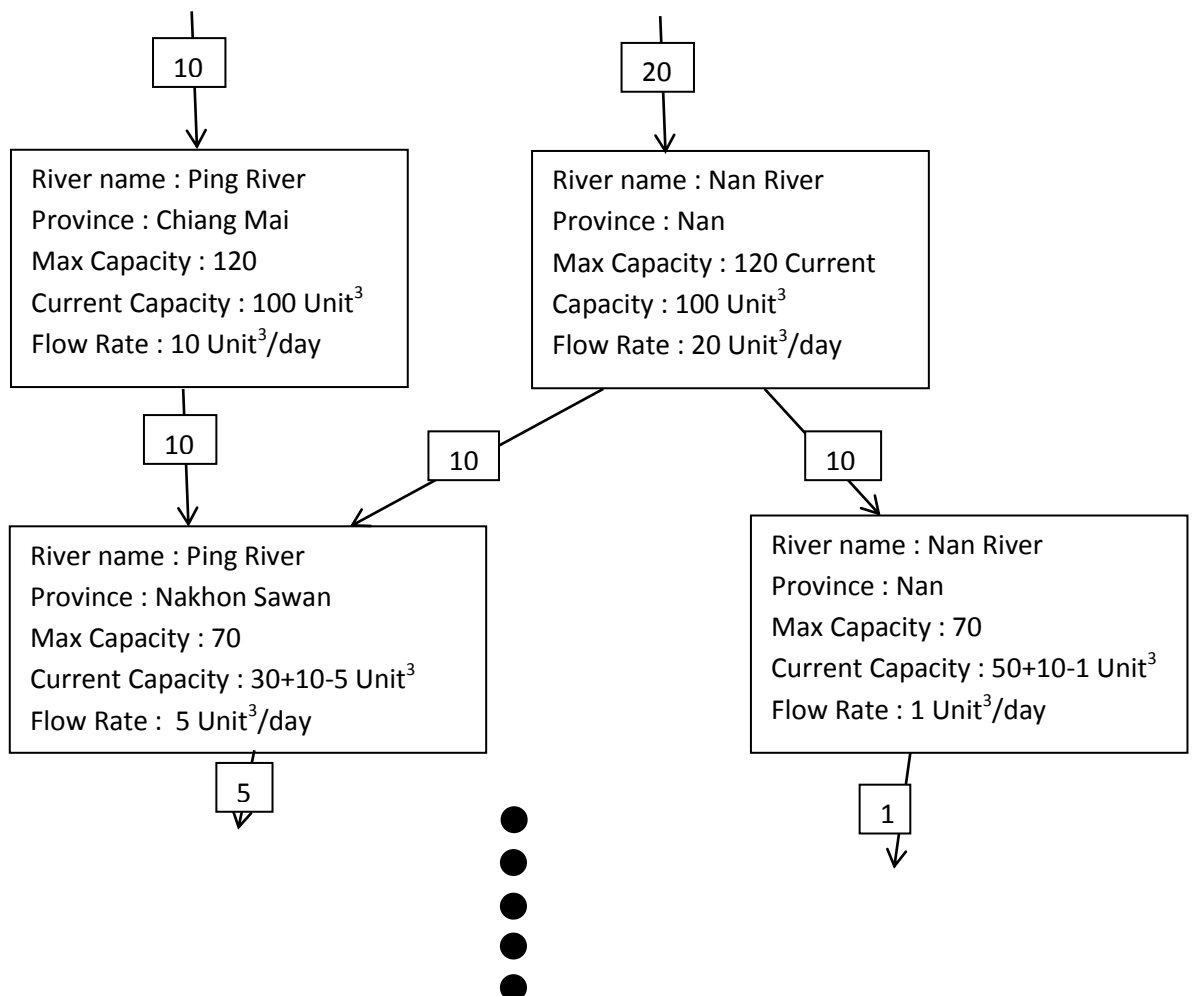 10
20
River name : Ping River
Province : Chiang Mai
Max Capacity : 120
Current Capacity : 100 Unit³
Flow Rate : 10 Unit³/day
River name : Nan River
Province : Nan
Max Capacity : 120 Current
Capacity : 100 Unit³
Flow Rate : 20 Unit³/day
10
10
10
River name : Ping River
Province : Nakhon Sawan
Max Capacity : 70
Current Capacity : 30+10-5 Unit³
Flow Rate :  5 Unit³/day
River name : Nan River
Province : Nan
Max Capacity : 70
Current Capacity : 50+10-1 Unit³
Flow Rate : 1 Unit³/day
5
1